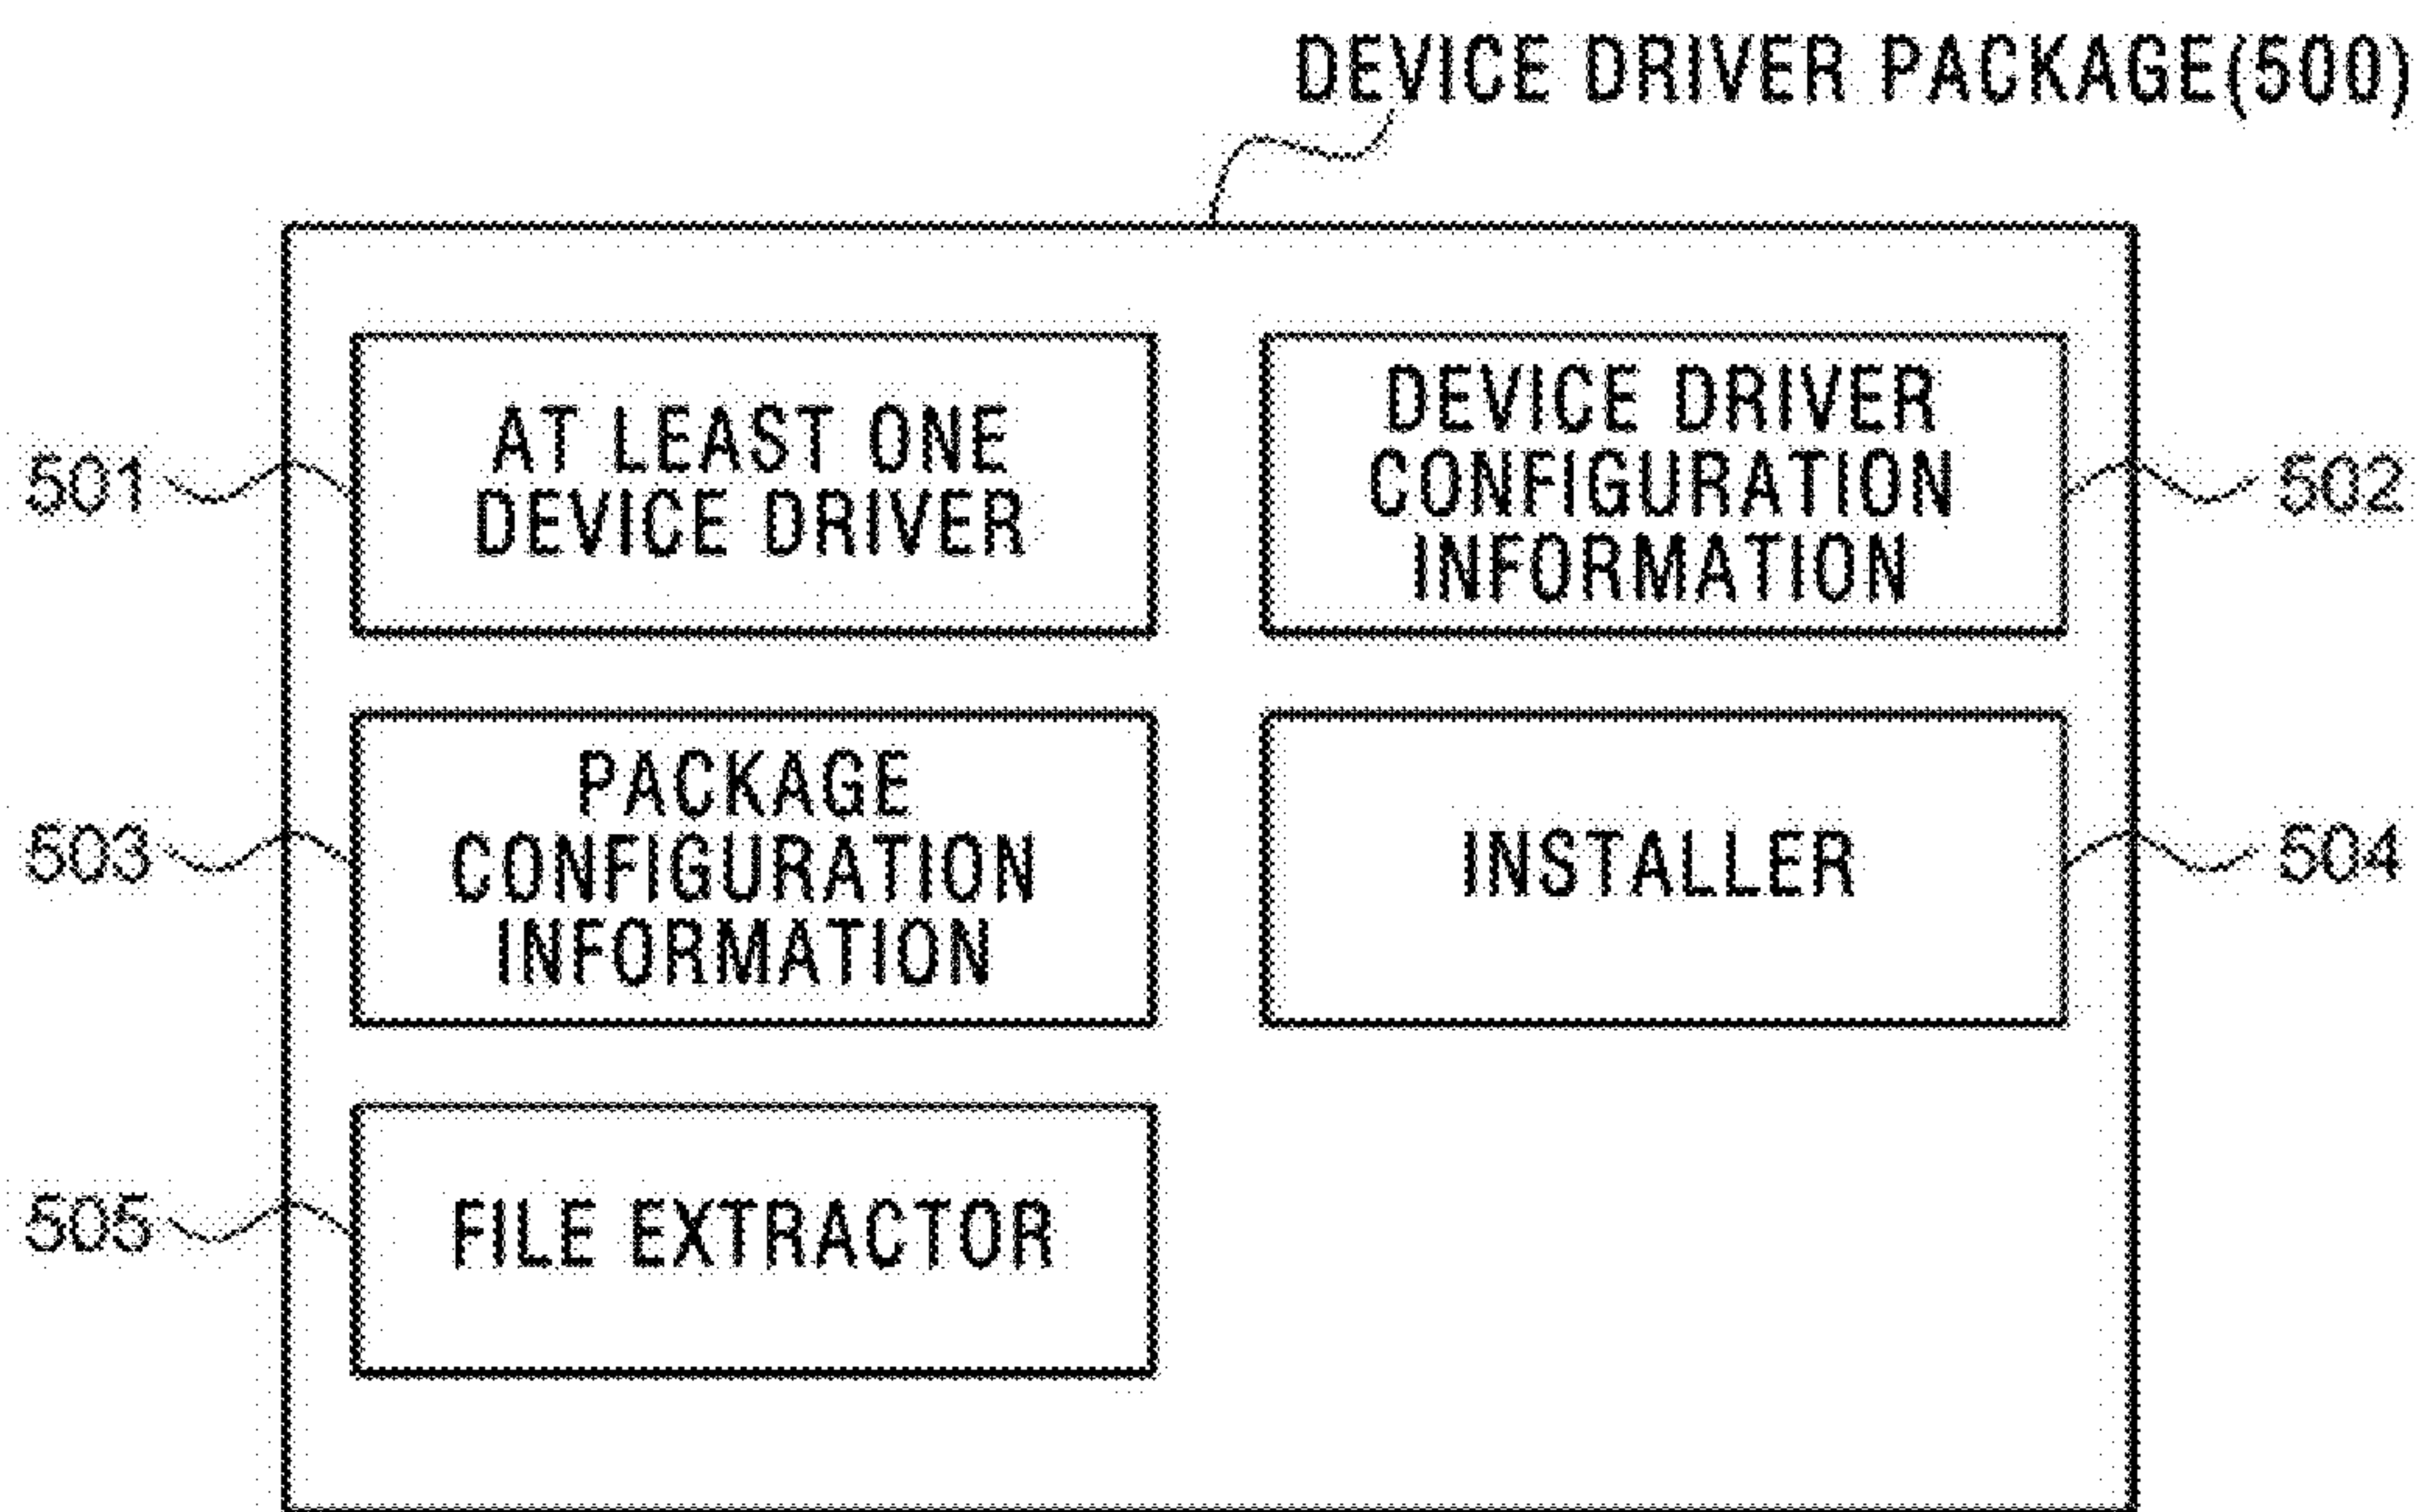 DEVICE DRIVER PACKAGE(500)
501
AT LEAST ONE
DEVICE DRIVER
DEVICE DRIVER
CONFIGURATION
INFORMATION
502
503
PACKAGE
CONFIGURATION
INFORMATION
INSTALLER
504
505
FILE EXTRACTOR